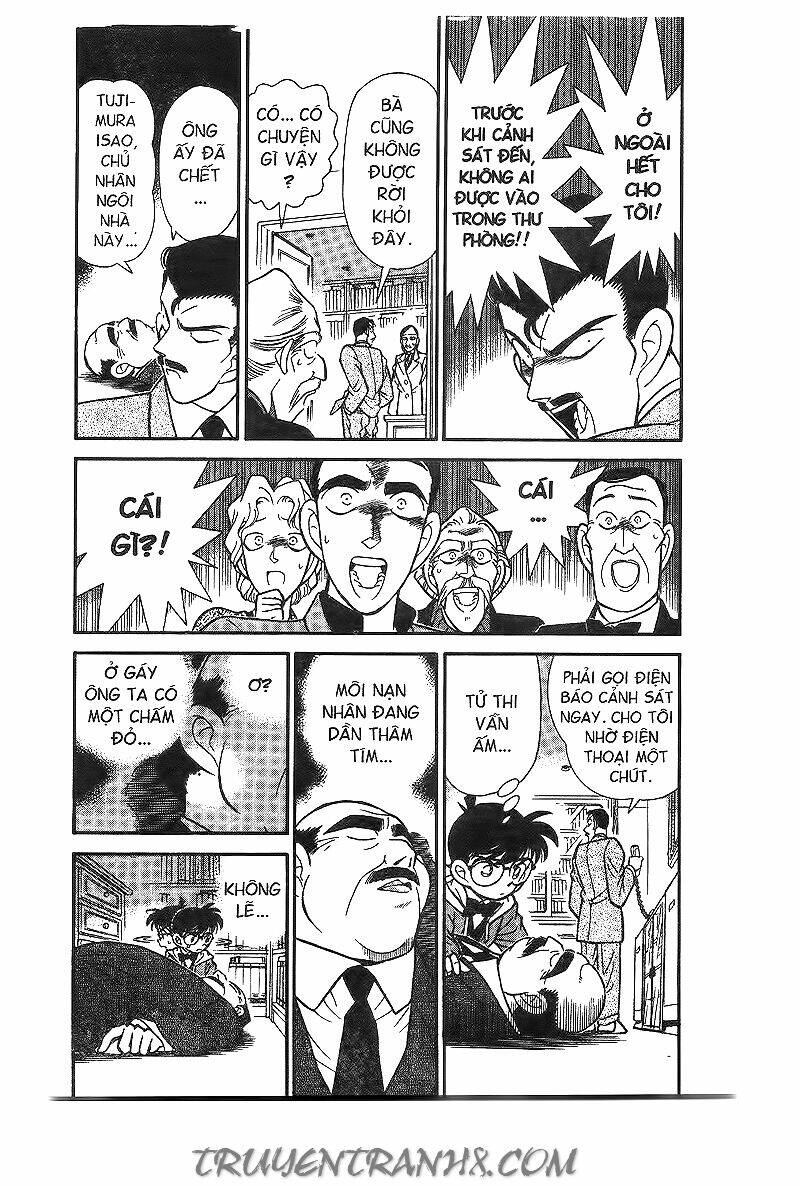 Ở
NGOÀI
HẾT
CHO
TÔI!
TRƯỚC
KHI CẢNH
SÁT ĐẾN,
KHÔNG AI
ĐƯỢC VÀO
TRONG THƯ
PHÒNG!!
BÀ
CŨNG
KHÔNG
ĐƯỢC
RỜI
KHỎI
ĐÂY.
CÓ... CÓ
CHUYỆN
GÌ VẬY
?
ÔNG
ẤY ĐÃ
CHẾT
...
TUJI-
MURA
ISAO,
CHỦ
NHÂN
NGÔI
NHÀ
NÀY...
CÁI
...
CÁI
GÌ?!
PHẢI GỌI ĐIỆN
BÁO CẢNH SÁT
NGAY. CHO TÔI
NHỜ ĐIỆN
THOẠI MỘT
CHÚT.
TỬ THI
VẪN
ẤM...
MÔI NẠN
NHÂN ĐANG
DẦN THÂM
TÍM...
Ơ?
Ở GÁY
ÔNG TA CÓ
MỘT CHẤM
ĐỎ...
KHÔNG
LẼ...
TRUYENTRANH8.COM